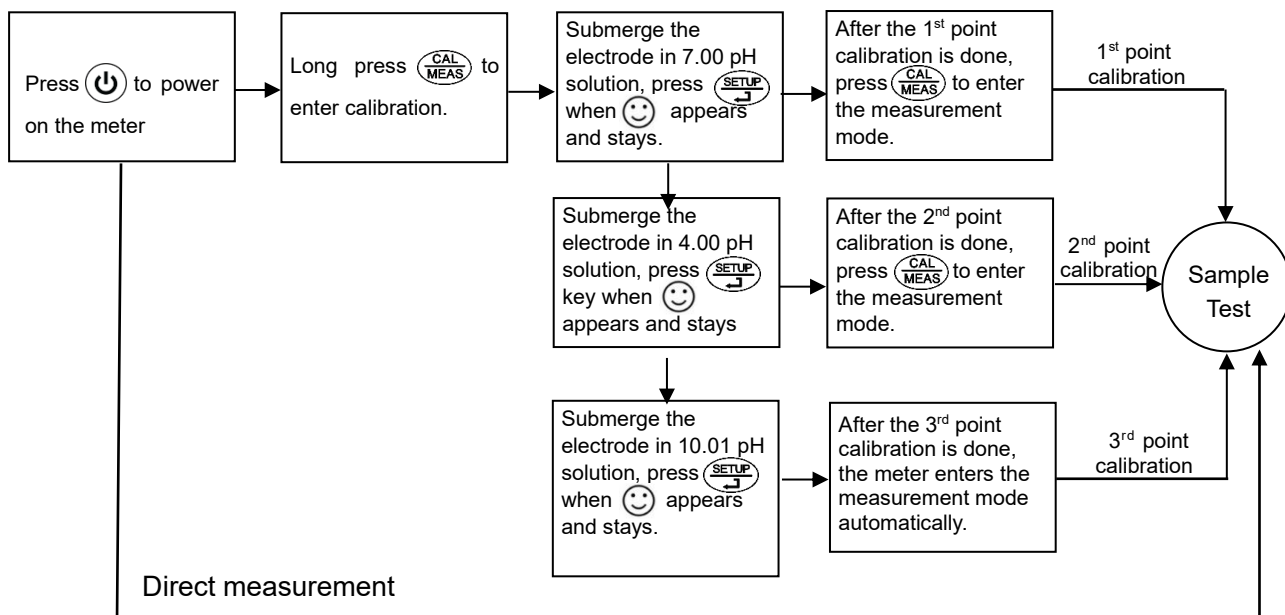 Press to power
on the meter
Long press CAL
MEAS to
enter calibration.
Submerge the
electrode in 7.00 pH
solution, press SETUP
when appears
and stays.
After the 1st point
calibration is done,
press CAL
MEAS to enter
the measurement
mode.
1st point
calibration
Submerge the
electrode in 4.00 pH
solution, press SETUP
key when
appears and stays
After the 2nd point
calibration is done,
press CAL
MEAS to enter
the measurement
mode.
2nd point
calibration
Sample
Test
Submerge the
electrode in 10.01 pH
solution, press SETUP
when appears
and stays.
After the 3rd point
calibration is done,
the meter enters the
measurement mode
automatically.
3rd point
calibration
Direct measurement